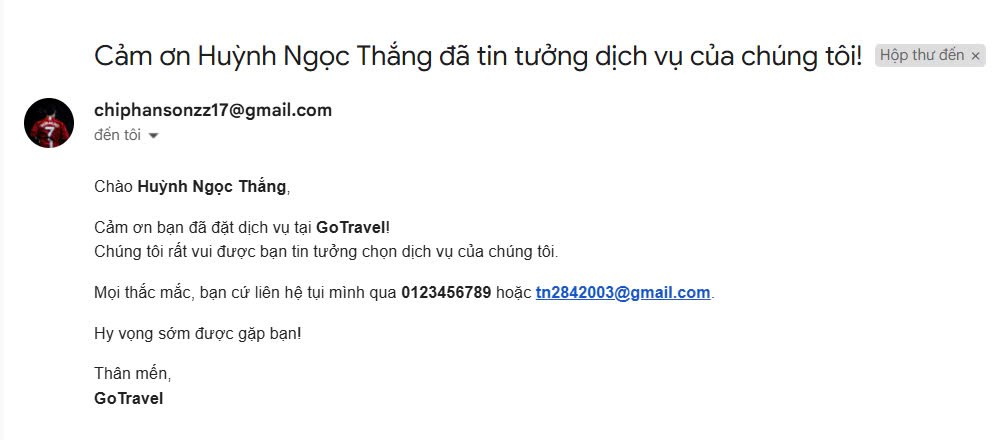 Cảm ơn Huỳnh Ngọc Thắng đã tin tưởng dịch vụ của chúng tôi! Hộp thư đến ×
chiphansonzz17@gmail.com
đến tôi
Chào Huỳnh Ngọc Thắng,
Cảm ơn bạn đã đặt dịch vụ tại GoTravel!
Chúng tôi rất vui được bạn tin tưởng chọn dịch vụ của chúng tôi.
Mọi thắc mắc, bạn cứ liên hệ tụi mình qua 0123456789 hoặc tn2842003@gmail.com.
Hy vọng sớm được gặp bạn!
Thân mến,
GoTravel